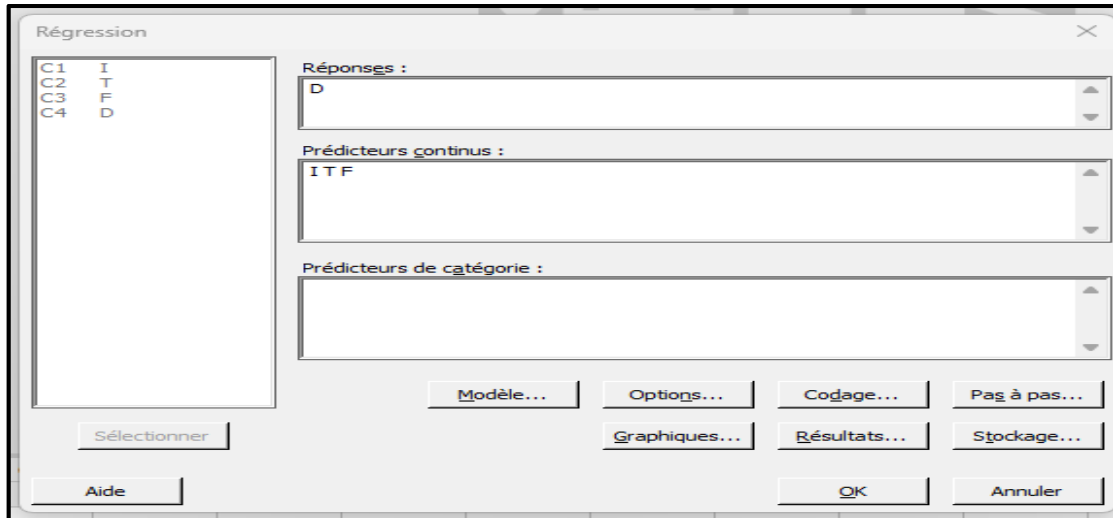 Régression
C1 I
C2 T
C3 F
C4 D
Réponses :
D
Prédicteurs continus :
I T F
Prédicteurs de catégorie :
Modèle...
Options...
Codage...
Pas à pas...
Sélectionner
Graphiques...
Résultats...
Stockage...
Aide
OK
Annuler